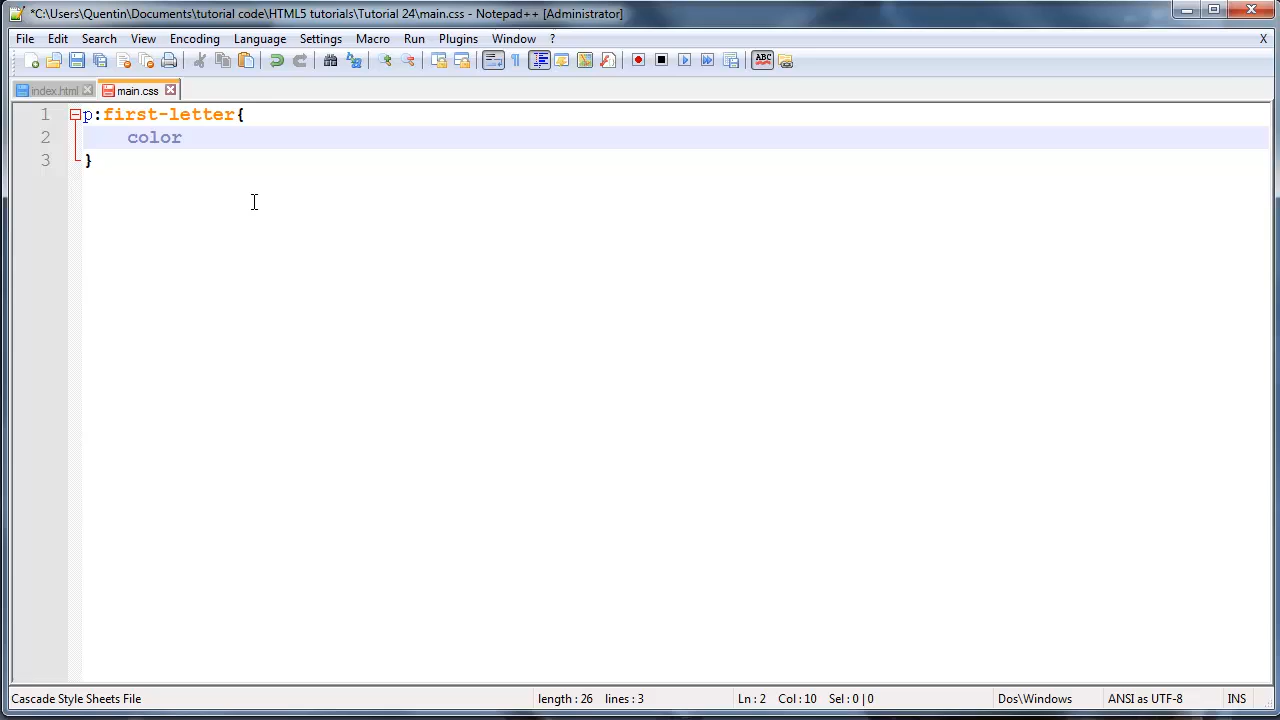 *C:\Users\Quentin\Documents\tutorial code\HTML5 tutorials\Tutorial 24\main.css - Notepad++ [Administrator]
File Edit Search View Encoding Language Settings Macro Run Plugins Window ? X
index.html main.css
1 p:first-letter{
2 color
3 }
Cascade Style Sheets File length : 26 lines : 3 Ln : 2 Col : 10 Sel : 0 | 0 Dos\Windows ANSI as UTF-8 INS